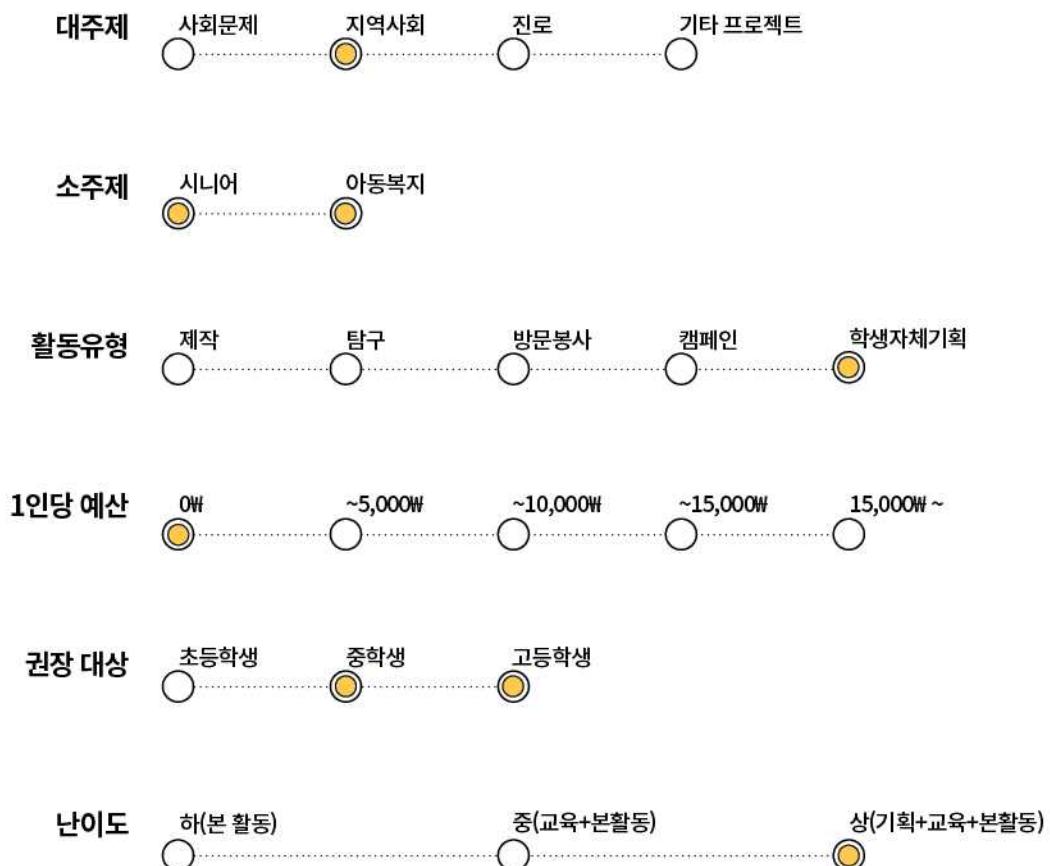 대주제 사회문제 지역사회 진로 기타 프로젝트
소주제 시니어 아동복지
활동유형 제작 탐구 방문봉사 캠페인 학생자체기획
1인당 예산 0₩ ~5,000₩ ~10,000₩ ~15,000₩ 15,000₩ ~
권장 대상 초등학생 중학생 고등학생
난이도 하(본 활동) 중(교육+본활동) 상(기획+교육+본활동)